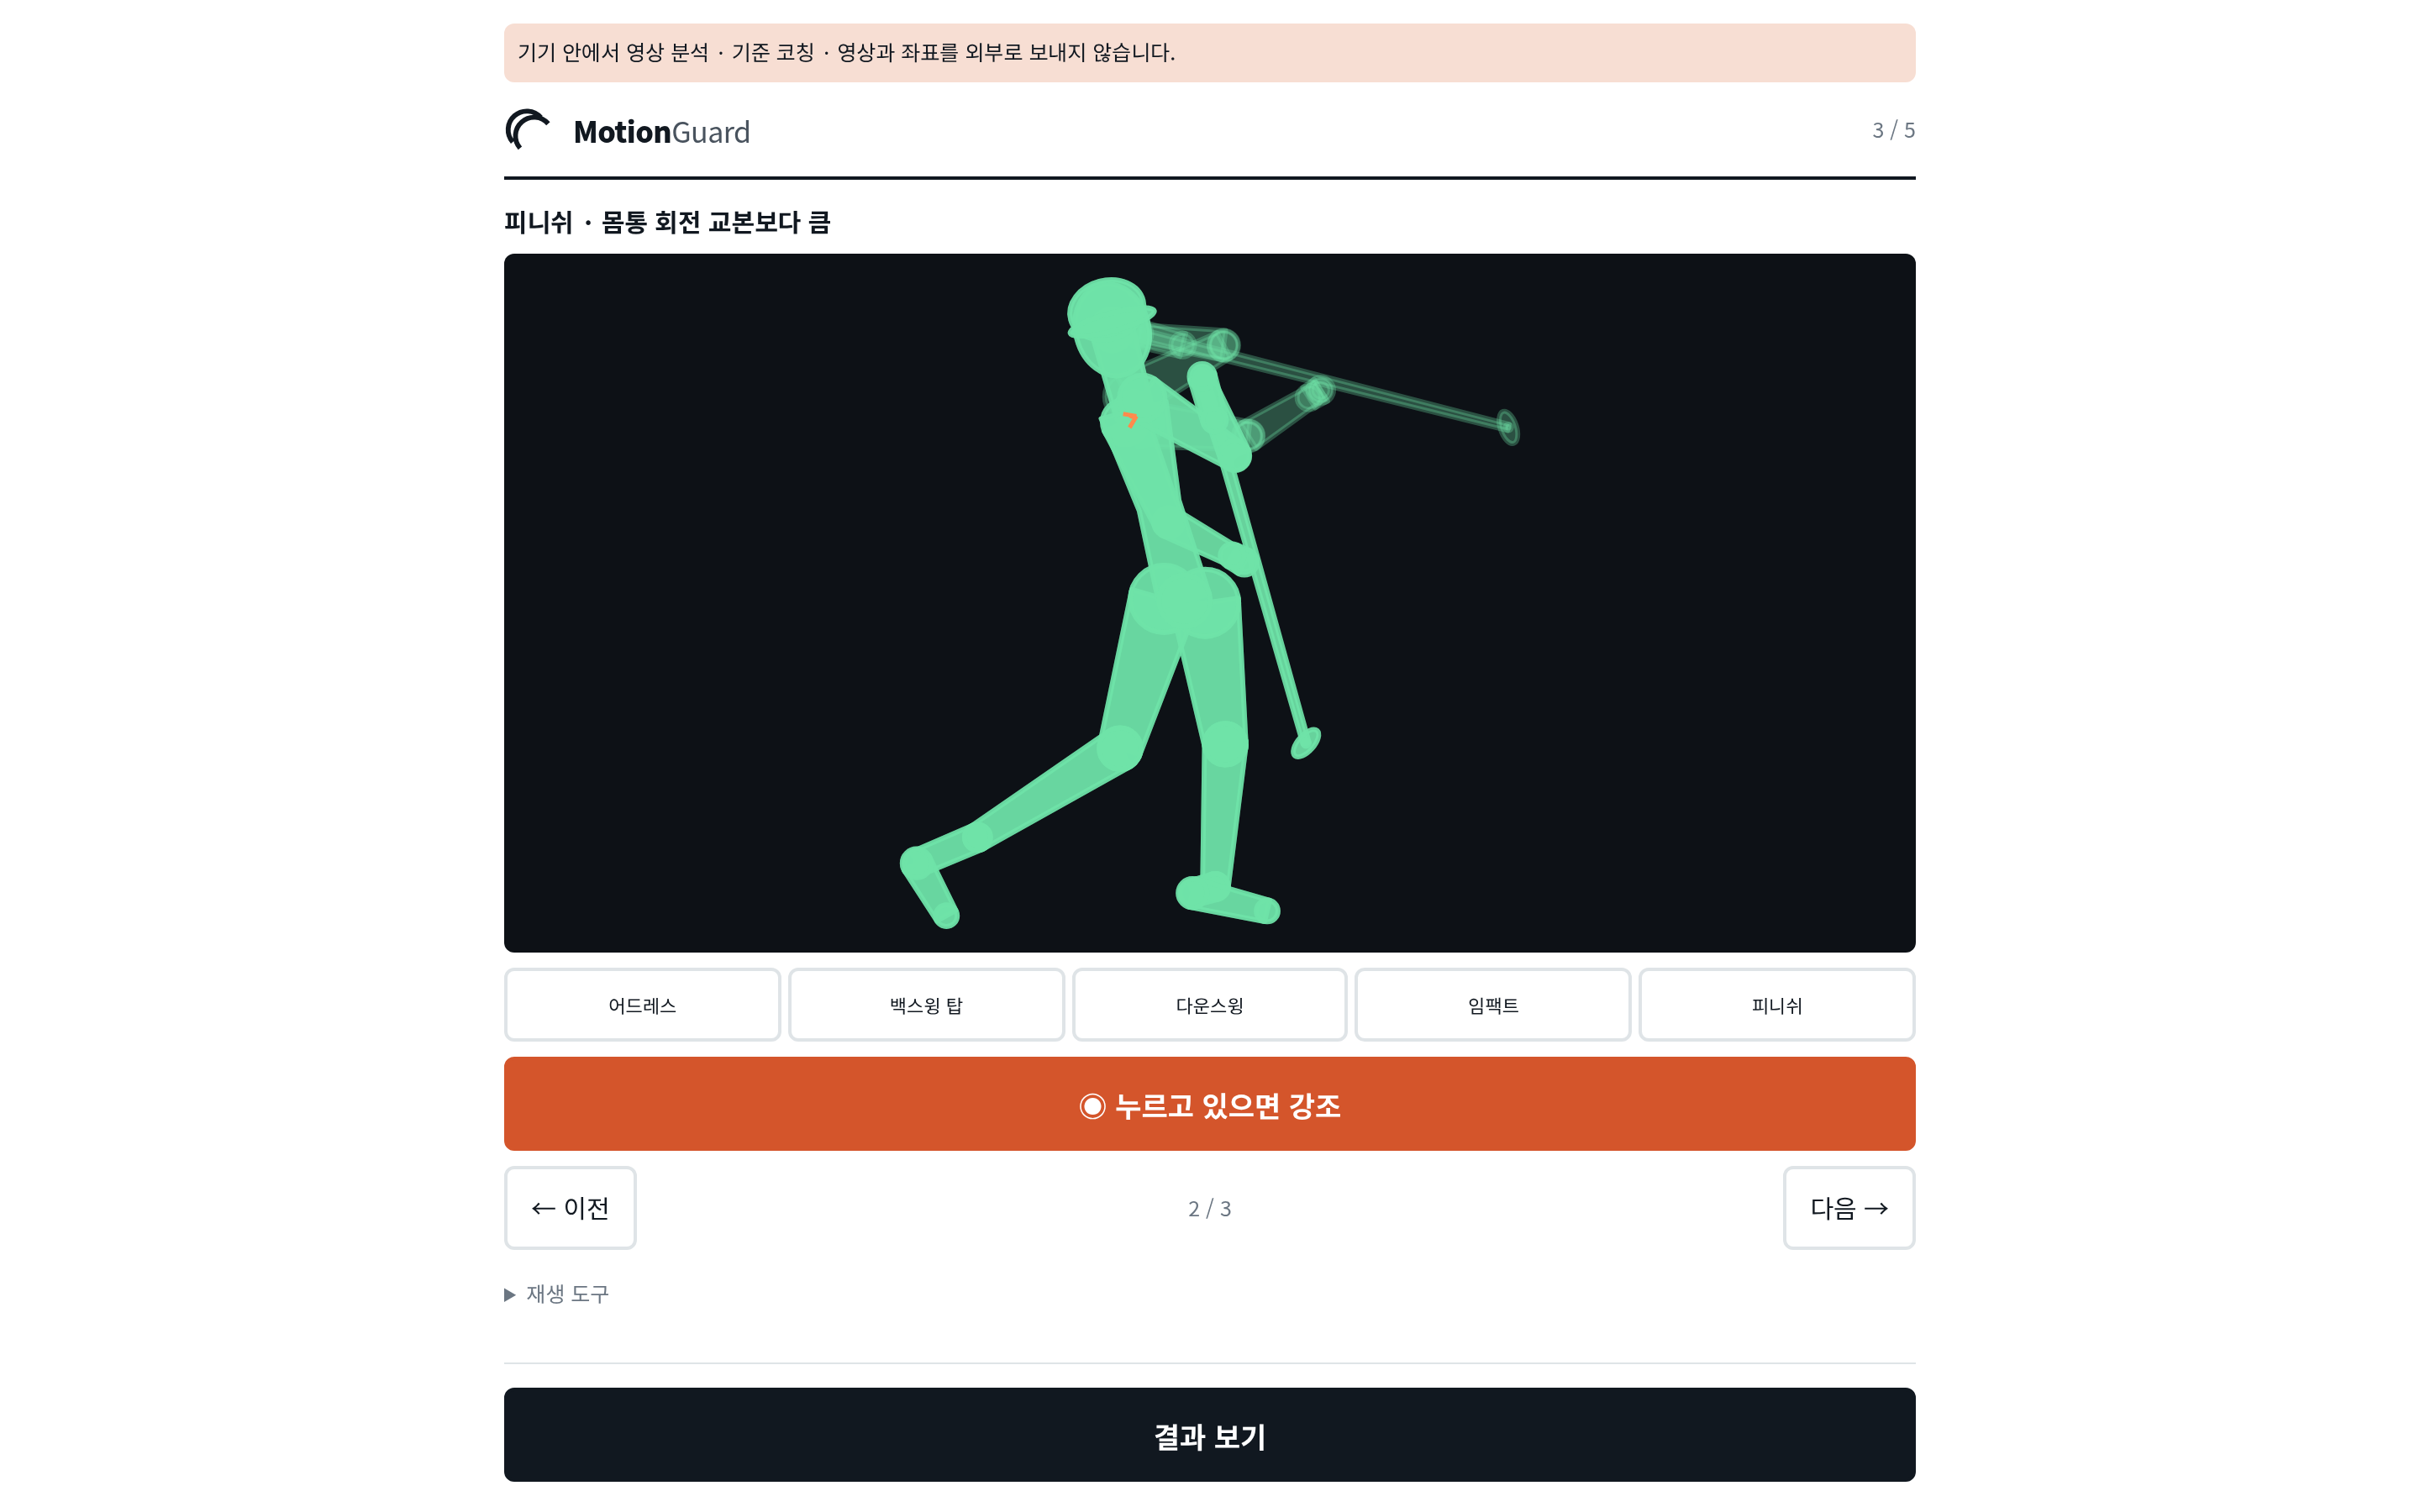 기기 안에서 영상 분석 · 기준 코칭 · 영상과 좌표를 외부로 보내지 않습니다.
MotionGuard
3 / 5
피니쉬 · 몸통 회전 교본보다 큼
어드레스
백스윙 탑
다운스윙
임팩트
피니쉬
◉ 누르고 있으면 강조
← 이전
2 / 3
다음 →
▶ 재생 도구
결과 보기